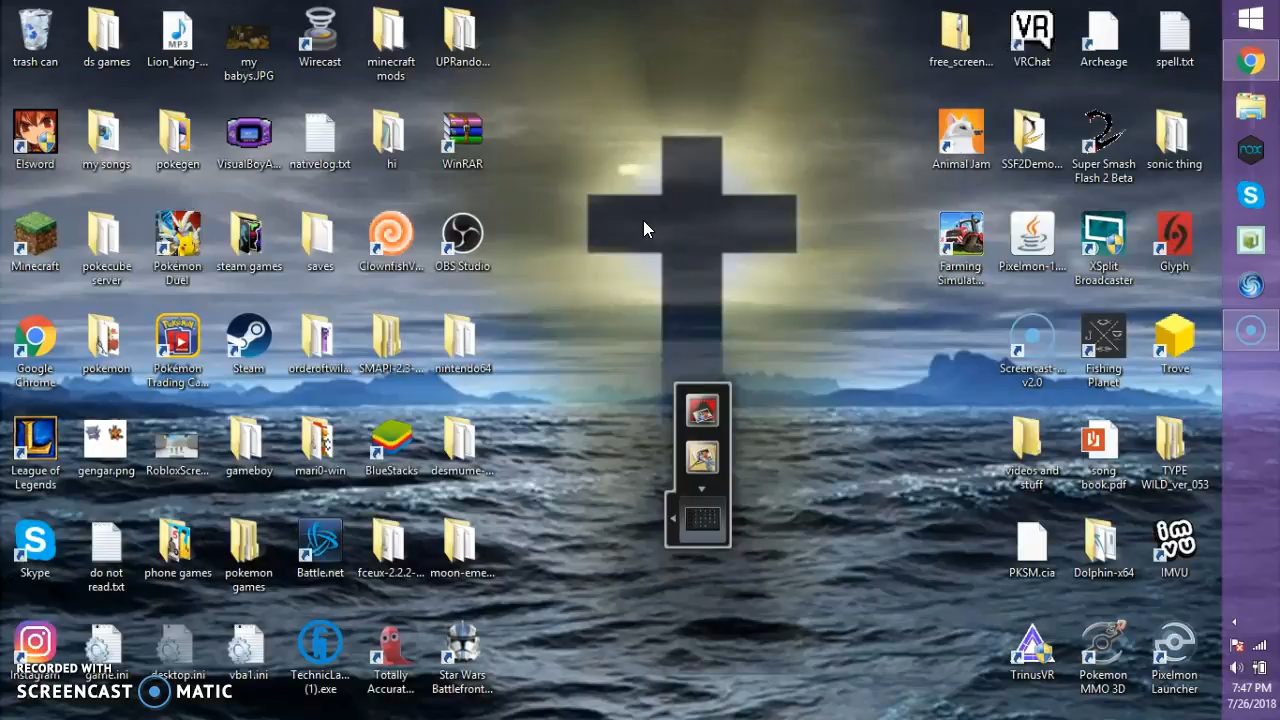 trash can
ds games
Lion_king-...
my
babys.JPG
Wirecast
minecraft
mods
UPRando...
free_screen...
VR
VRChat
Archeage
spell.txt
MP3
Elsword
my songs
pokegen
VisualBoyA...
nativelog.txt
hi
WinRAR
Animal Jam
SSF2Demo...
Super Smash
Flash 2 Beta
sonic thing
nox
Minecraft
pokecube
server
Pokémon
Duel
steam games
saves
ClownfishV...
OBS Studio
Farming
Simulat...
Pixelmon-1....
XSplit
Broadcaster
Glyph
Google
Chrome
pokemon
Pokémon
Trading Ca...
Steam
orderoftwil...
SMAPI-2.3-...
nintendo64
Screencast-...
v2.0
Fishing
Planet
Trove
League of
Legends
gengar.png
RobloxScre...
gameboy
mari0-win
BlueStacks
desmume-...
videos and
stuff
song
book.pdf
TYPE
WILD_ver_053
Skype
do not
read.txt
phone games
pokemon
games
Battle.net
fceux-2.2.2-...
moon-eme...
PKSM.cia
Dolphin-x64
imvu
IMVU
Instagram
game.ini
desktop.ini
vba1.ini
TechnicLa...
(1).exe
Totally
Accurat...
Star Wars
Battlefront...
TrinusVR
Pokemon
MMO 3D
Pixelmon
Launcher
RECORDED WITH
SCREENCAST MATIC
7:47 PM
7/26/2018